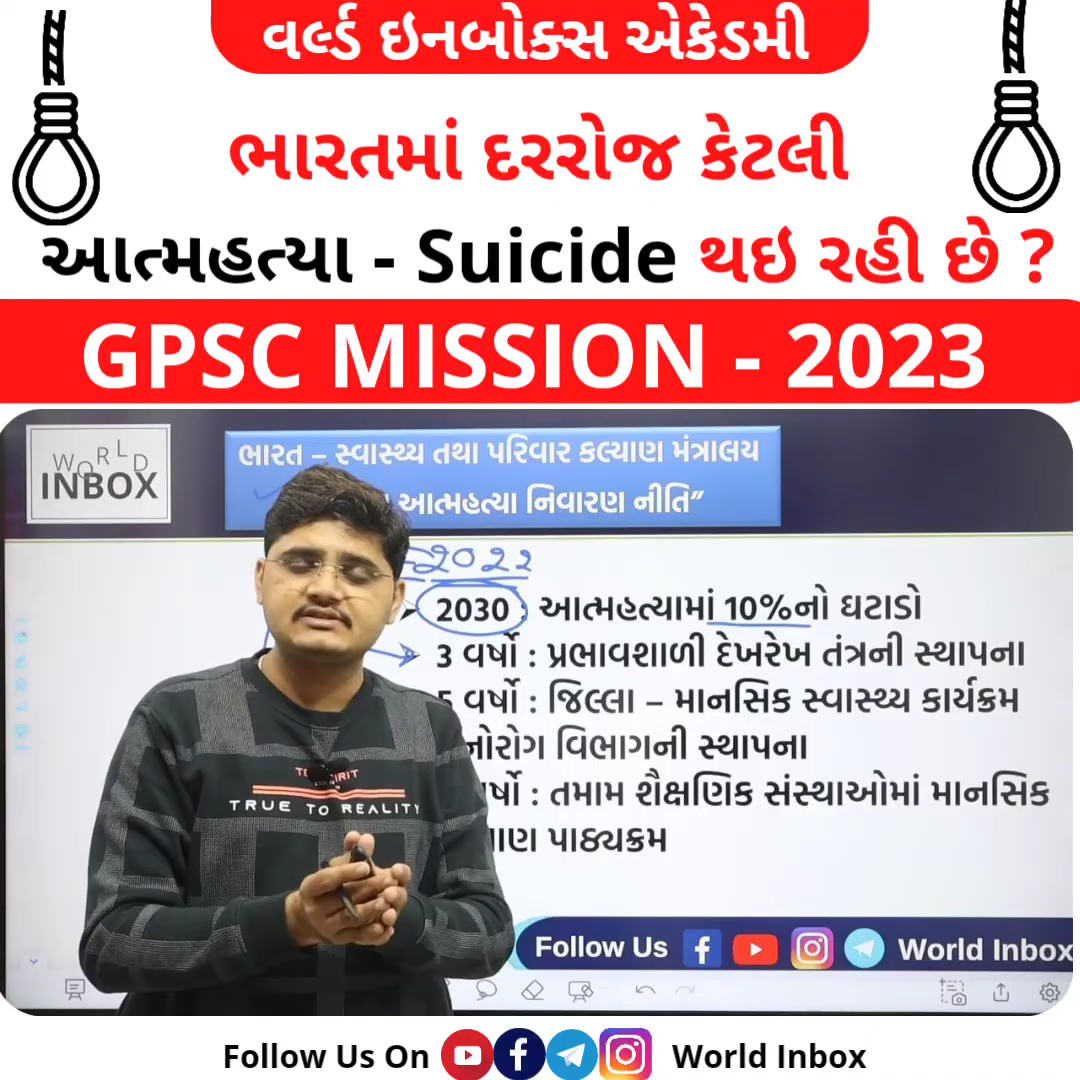 વર્લ્ડ ઇનબોક્સ એકેડમી
ભારતમાં દરરોજ કેટલી
આત્મહત્યા - Suicide થઇ રહી છે ?
GPSC MISSION - 2023
WORLD
INBOX
ભારત – સ્વાસ્થ્ય તથા પરિવાર કલ્યાણ મંત્રાલય
આત્મહત્યા નિવારણ નીતિ”
2022
2030 : આત્મહત્યામાં 10%નો ઘટાડો
3 વર્ષો : પ્રભાવશાળી દેખરેખ તંત્રની સ્થાપના
5 વર્ષો : જિલ્લા – માનસિક સ્વાસ્થ્ય કાર્યક્રમ
વિભાગની સ્થાપના
: તમામ શૈક્ષણિક સંસ્થાઓમાં માનસિક
પાઠ્યક્રમ
TRUE TO REALITY
Follow Us World Inbox
Follow Us On World Inbox